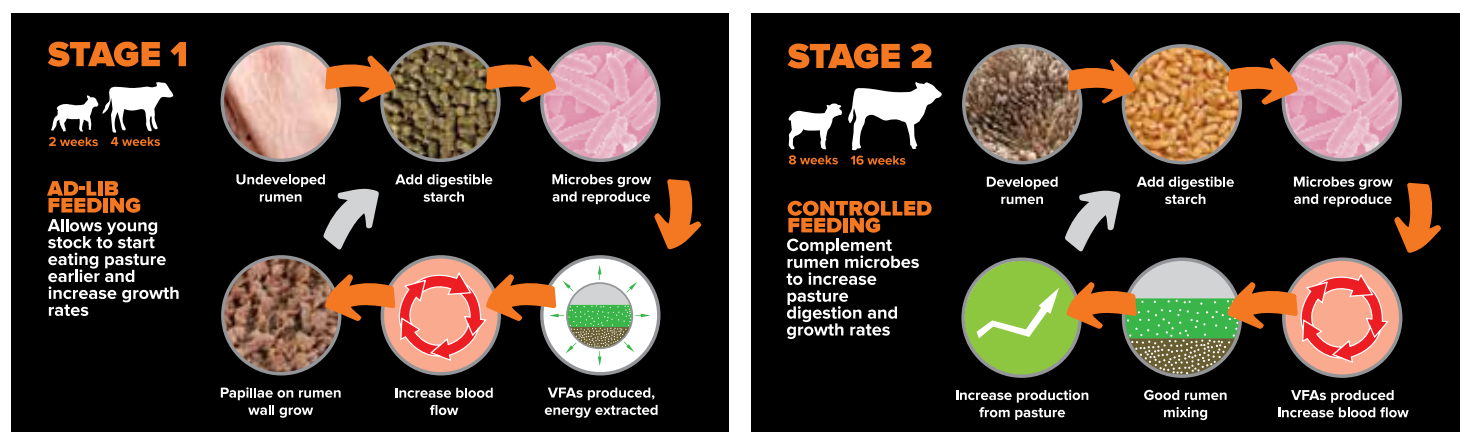 STAGE 1
2 weeks 4 weeks
AD-LIB
FEEDING
Allows young
stock to start
eating pasture
earlier and
increase growth
rates
Undeveloped
rumen
Add digestible
starch
Microbes grow
and reproduce
Papillae on rumen
wall grow
Increase blood
flow
VFAs produced,
energy extracted
STAGE 2
8 weeks 16 weeks
CONTROLLED
FEEDING
Complement
rumen microbes
to increase
pasture
digestion and
growth rates
Developed
rumen
Add digestible
starch
Microbes grow
and reproduce
Increase production
from pasture
Good rumen
mixing
VFAs produced
Increase blood flow